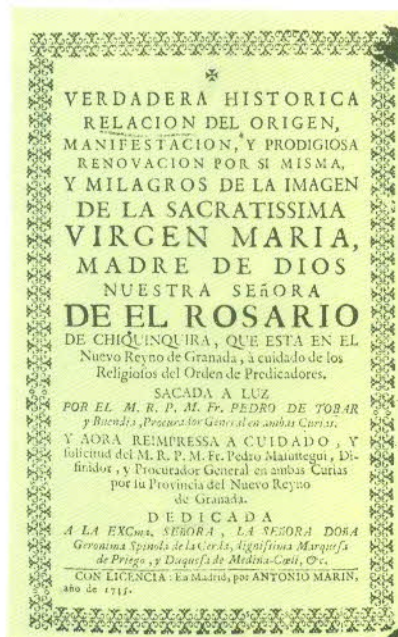 ✠
VERDADERA HISTORICA
RELACION DEL ORIGEN,
MANIFESTACION, Y PRODIGIOSA
RENOVACION POR SI MISMA,
Y MILAGROS DE LA IMAGEN
DE LA SACRATISSIMA
VIRGEN MARIA,
MADRE DE DIOS
NUESTRA SEñORA
DE EL ROSARIO
DE CHIQUINQUIRA, QUE ESTA EN EL
Nuevo Reyno de Granada, à cuidado de los
Religiosos del Orden de Predicadores.
SACADA A LUZ
POR EL M. R. P. M. Fr. PEDRO DE TOBAR
y Buendia, Procurador General en ambas Curias.
Y AORA REIMPRESSA A CUIDADO, Y
solicitud del M. R. P. M. Fr. Pedro Masustegui, Di-
finidor, y Procurador General en ambas Curias
por su Provincia del Nuevo Reyno
de Granada.
DEDICADA
A LA EXCma. SEñORA, LA SEñORA DOñA
Geronima Spinola de la Cerda, dignissima Marquesa
de Priego, y Duquesa de Medina-Cœli, &c.
CON LICENCIA: En Madrid, por ANTONIO MARIN,
año de 1735.